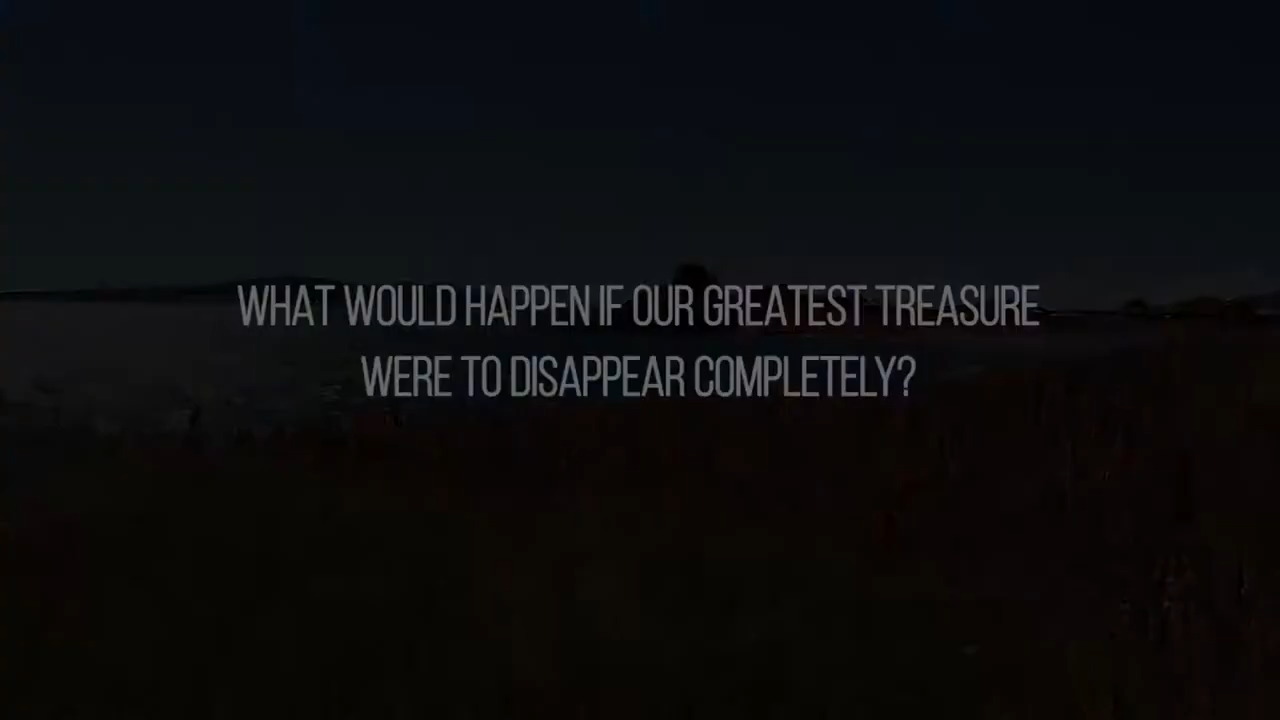 WHAT WOULD HAPPEN IF OUR GREATEST TREASURE
WERE TO DISAPPEAR COMPLETELY?